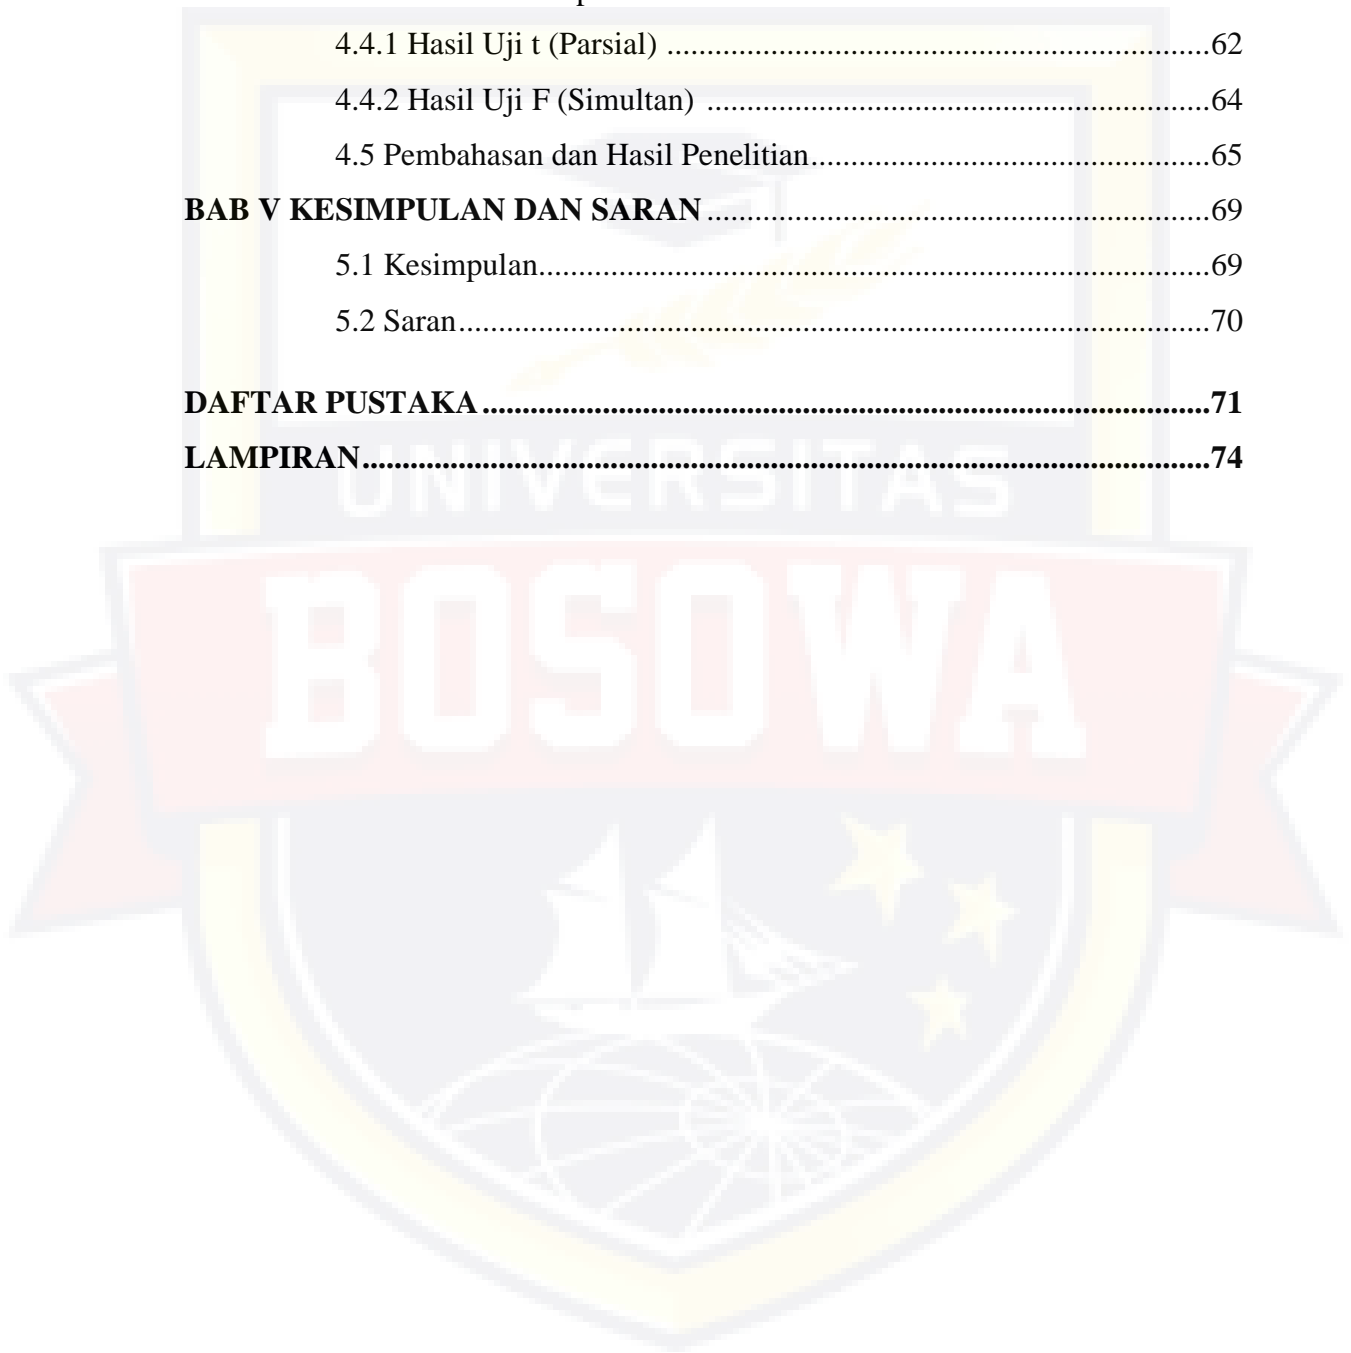 4.4.1 Hasil Uji t (Parsial) ....................................................................62
4.4.2 Hasil Uji F (Simultan) ...............................................................64
4.5 Pembahasan dan Hasil Penelitian..................................................65
BAB V KESIMPULAN DAN SARAN...............................................................69
5.1 Kesimpulan....................................................................................69
5.2 Saran..............................................................................................70
DAFTAR PUSTAKA...........................................................................................71
LAMPIRAN..........................................................................................................74
UNIVERSITAS
BOSOWA